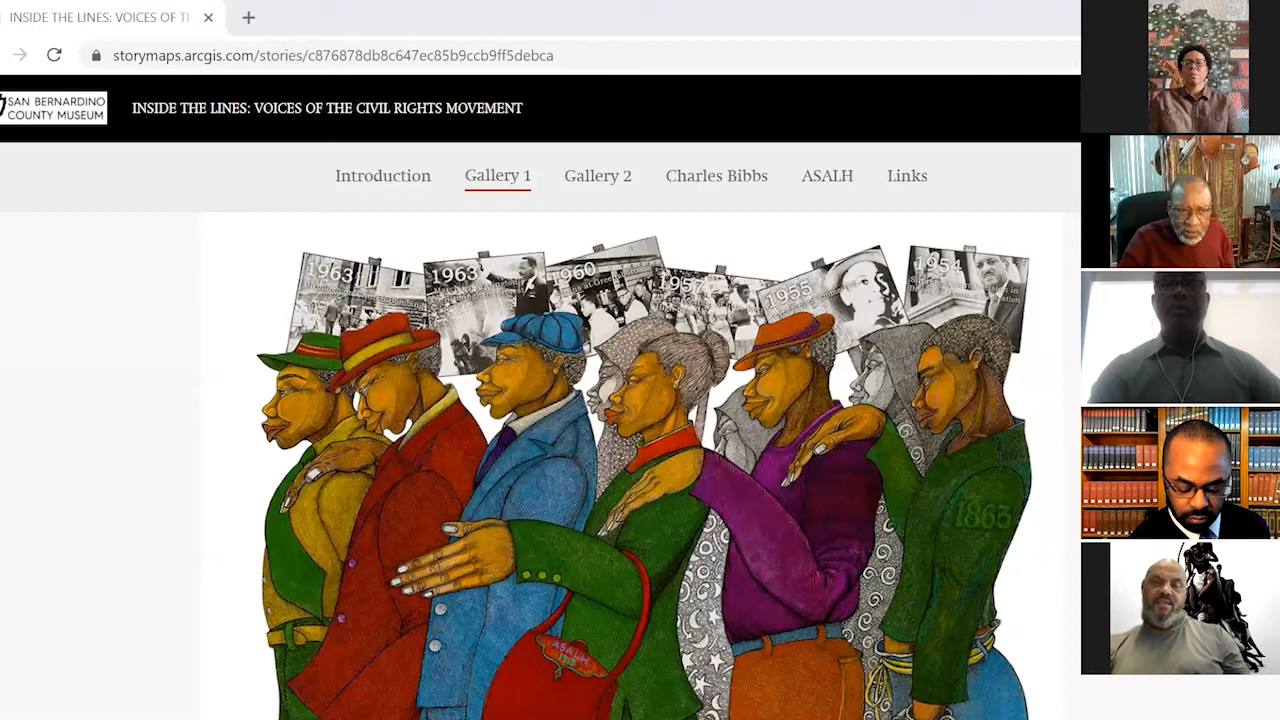 INSIDE THE LINES: VOICES OF TH
storymaps.arcgis.com/stories/c876878db8c647ec85b9ccb9ff5debca
SAN BERNARDINO
COUNTY MUSEUM
INSIDE THE LINES: VOICES OF THE CIVIL RIGHTS MOVEMENT
Introduction
Gallery 1
Gallery 2
Charles Bibbs
ASALH
Links
1963
1963
1960
1957
1955
1954
1863
ASALH
1915